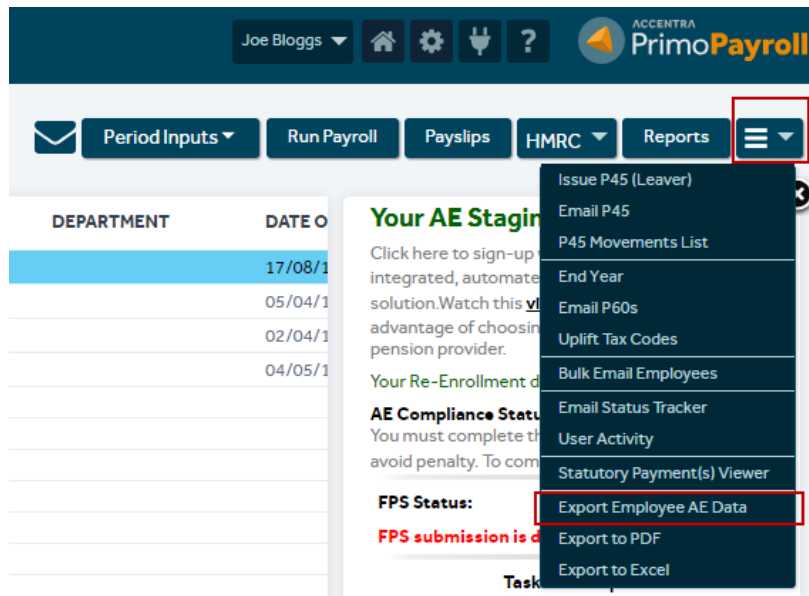 Joe Bloggs
?
ACCENTRA
PrimoPayroll
Period Inputs
Run Payroll
Payslips
HMRC
Reports
DEPARTMENT
DATE O
17/08/1
05/04/1
02/04/1
04/05/1
Your AE Stagin
Click here to sign-up
integrated, automate
solution.Watch this vi
advantage of choosin
pension provider.
Your Re-Enrollment d
AE Compliance Statu
You must complete th
avoid penalty. To com
FPS Status:
FPS submission is d
Task
Issue P45 (Leaver)
Email P45
P45 Movements List
End Year
Email P60s
Uplift Tax Codes
Bulk Email Employees
Email Status Tracker
User Activity
Statutory Payment(s) Viewer
Export Employee AE Data
Export to PDF
Export to Excel